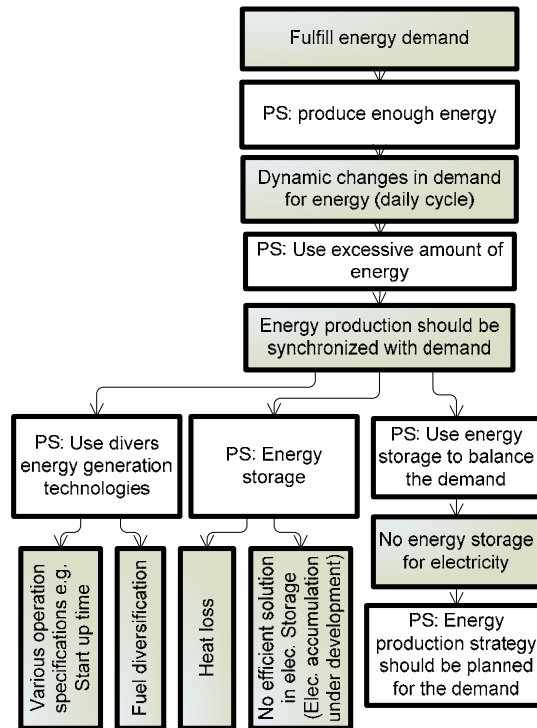 Fulfill energy demand
PS: produce enough energy
Dynamic changes in demand
for energy (daily cycle)
PS: Use excessive amount of
energy
Energy production should be
synchronized with demand
PS: Use divers
energy generation
technologies
PS: Energy
storage
PS: Use energy
storage to balance
the demand
No energy storage
for electricity
PS: Energy
production strategy
should be planned
for the demand
Various operation
specifications e.g.
Start up time
Fuel diversification
Heat loss
No efficient solution
in elec. Storage
(Elec. accumulation
under development)